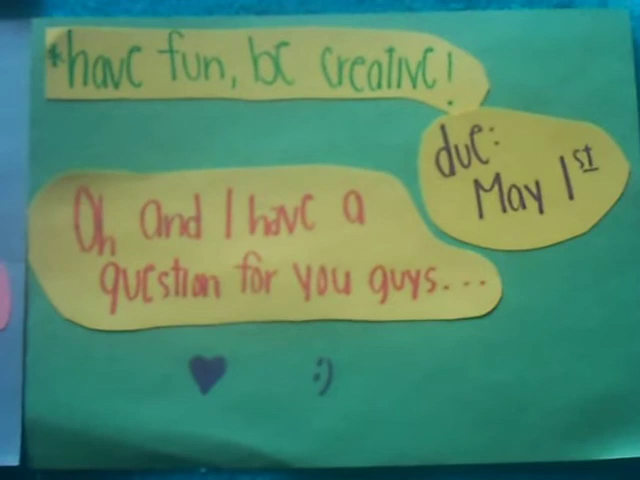 *have fun, be creative!
due:
May 1st
Oh and I have a
question for you guys...
:)